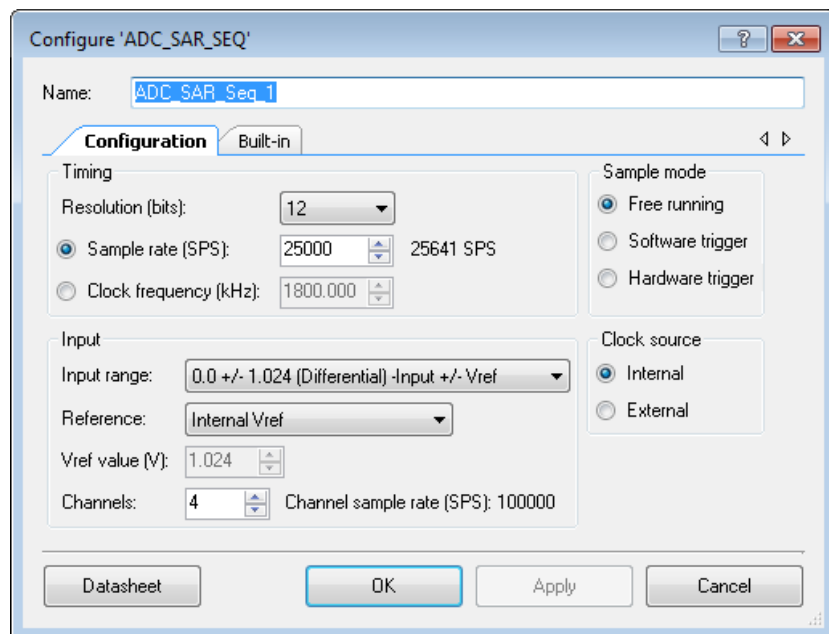 Configure 'ADC_SAR_SEQ'
?
Name: ADC_SAR_Seq_1
Configuration Built-in
Timing
Resolution (bits): 12
Sample rate (SPS): 25000 25641 SPS
Clock frequency (kHz): 1800.000
Sample mode
Free running
Software trigger
Hardware trigger
Input
Input range: 0.0 +/- 1.024 (Differential) -Input +/- Vref
Reference: Internal Vref
Vref value (V): 1.024
Channels: 4 Channel sample rate (SPS): 100000
Clock source
Internal
External
Datasheet OK Apply Cancel